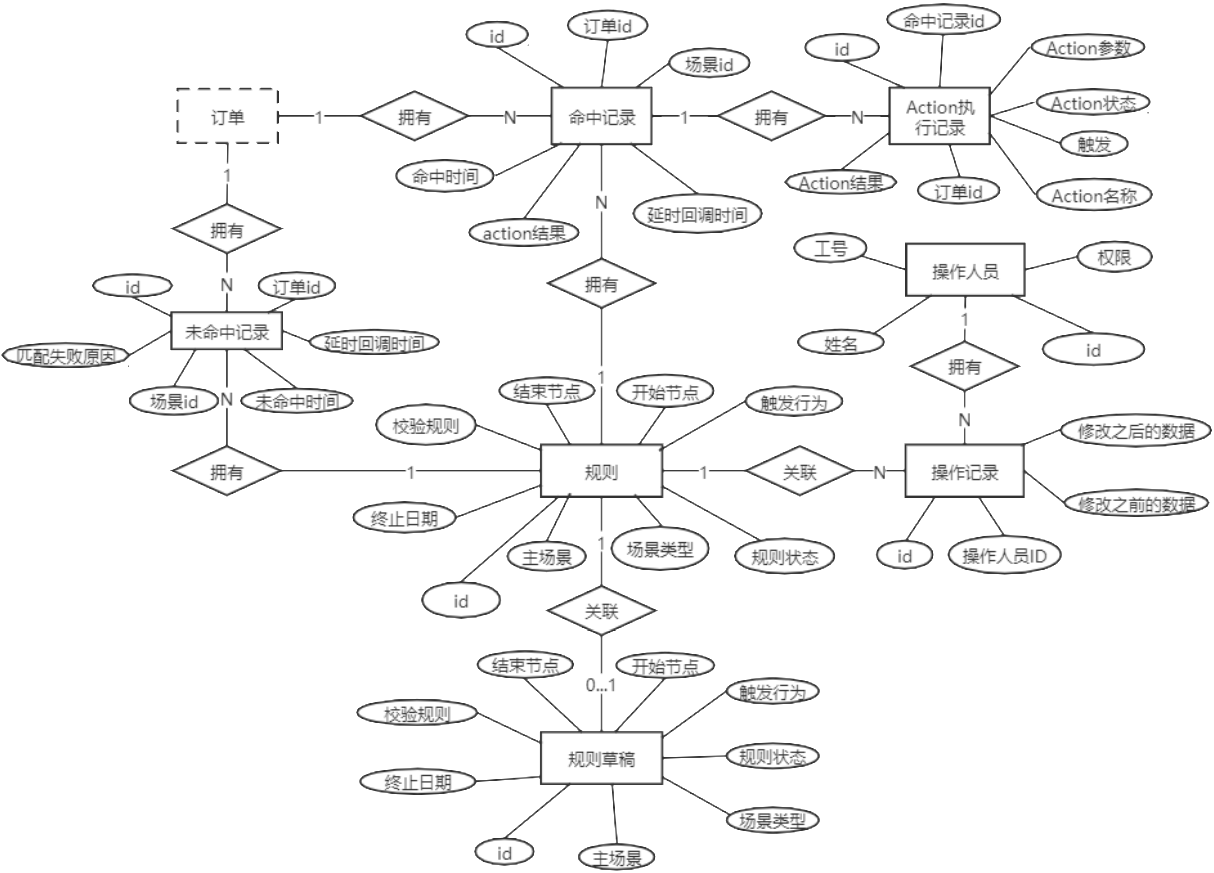 id
订单id
场景id
命中记录id
id
Action参数
订单
1
拥有
N
命中记录
1
拥有
N
Action执
行记录
Action状态
触发
命中时间
action结果
延时回调时间
Action结果
订单id
Action名称
1
拥有
N
N
拥有
1
工号
操作人员
权限
姓名
id
1
拥有
N
id
订单id
未命中记录
匹配失败原因
延时回调时间
场景id
N
未命中时间
拥有
1
结束节点
开始节点
触发行为
校验规则
规则
1
关联
N
操作记录
修改之后的数据
修改之前的数据
终止日期
主场景
1
场景类型
规则状态
id
操作人员ID
id
关联
0...1
结束节点
开始节点
触发行为
校验规则
规则草稿
规则状态
终止日期
场景类型
id
主场景